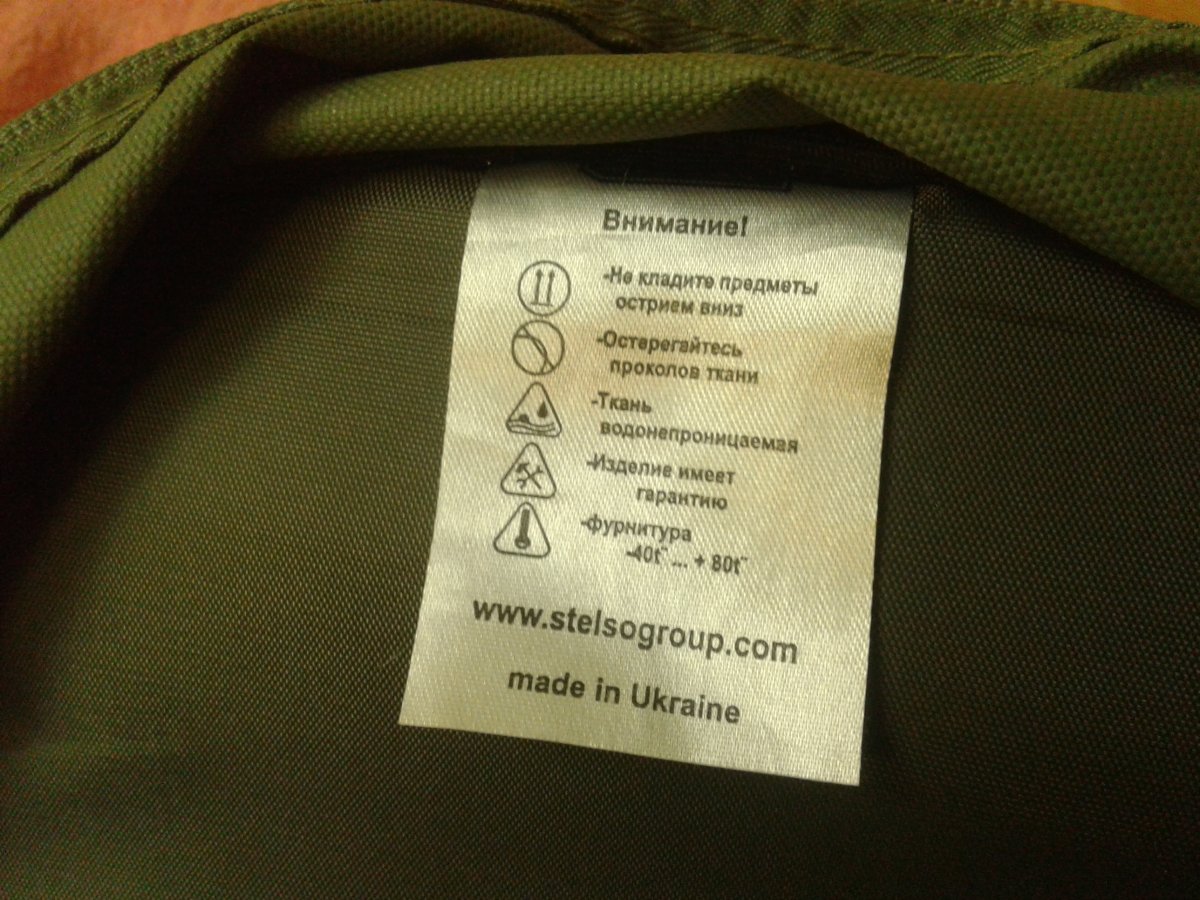 Внимание!
-Не кладите предметы
острием вниз
-Остерегайтесь
проколов ткани
-Ткань
водонепроницаемая
-Изделие имеет
гарантию
-фурнитура
-40t¨ ... + 80t¨
www.stelsogroup.com
made in Ukraine